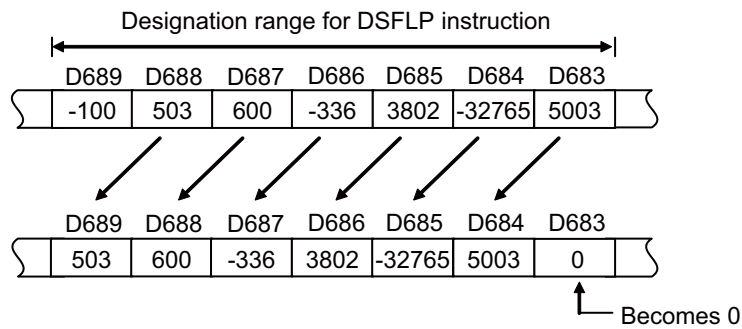 Designation range for DSFLP instruction
D689 D688 D687 D686 D685 D684 D683
-100 503 600 -336 3802 -32765 5003
D689 D688 D687 D686 D685 D684 D683
503 600 -336 3802 -32765 5003 0
Becomes 0